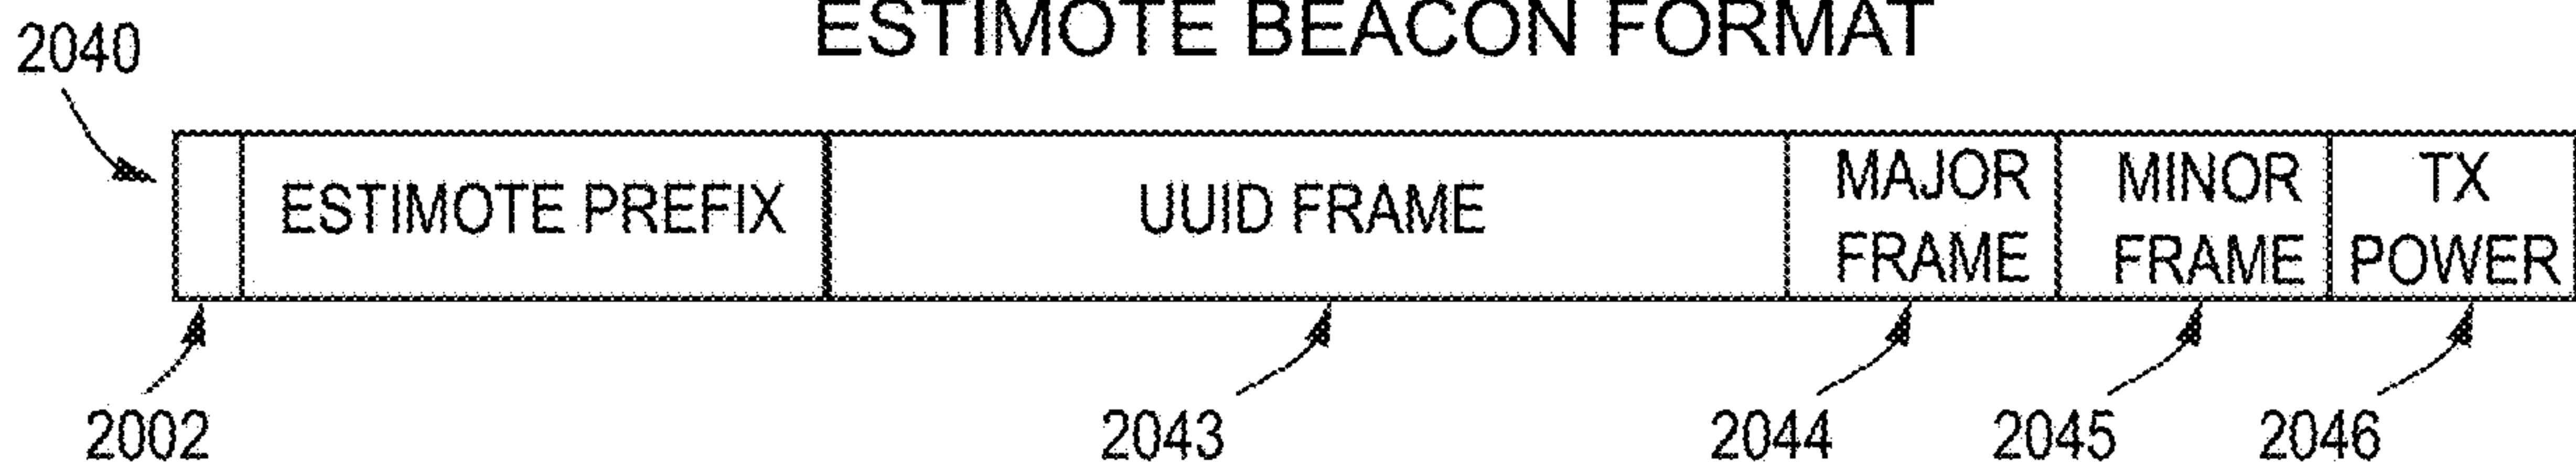 ESTIMOTE BEACON FORMAT
2040
ESTIMOTE PREFIX
UUID FRAME
MAJOR
FRAME
MINOR
FRAME
TX
POWER
2002
2043
2044
2045
2046